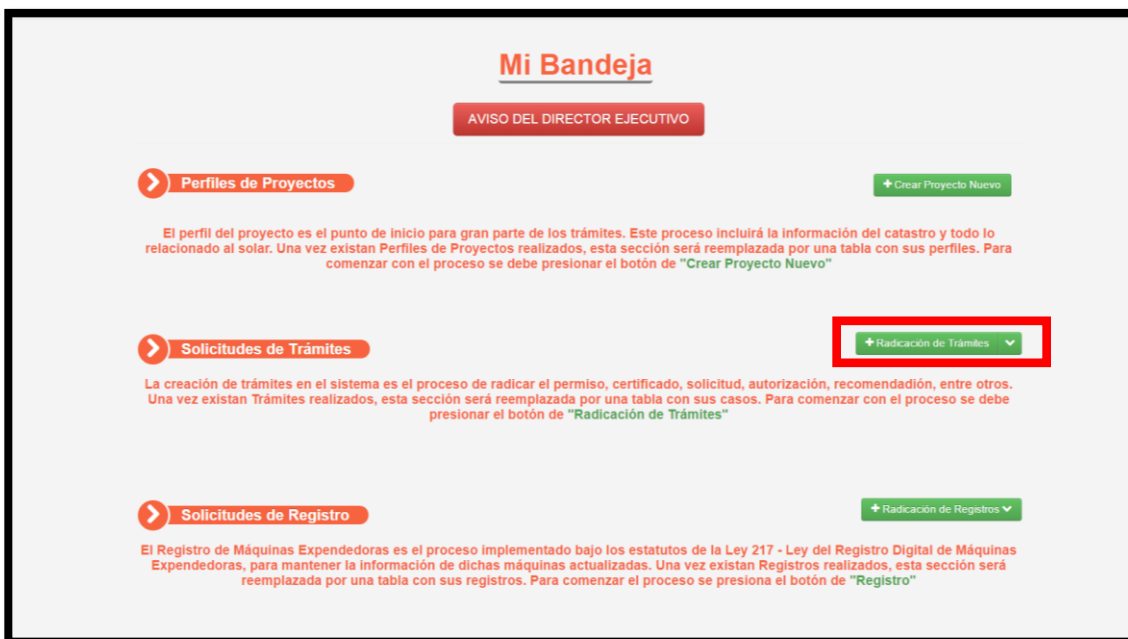 Mi Bandeja
AVISO DEL DIRECTOR EJECUTIVO
Perfiles de Proyectos
+ Crear Proyecto Nuevo
El perfil del proyecto es el punto de inicio para gran parte de los trámites. Este proceso incluirá la información del catastro y todo lo
relacionado al solar. Una vez existan Perfiles de Proyectos realizados, esta sección será reemplazada por una tabla con sus perfiles. Para
comenzar con el proceso se debe presionar el botón de "Crear Proyecto Nuevo"
Solicitudes de Trámites
+ Radicación de Trámites
La creación de trámites en el sistema es el proceso de radicar el permiso, certificado, solicitud, autorización, recomendadión, entre otros.
Una vez existan Trámites realizados, esta sección será reemplazada por una tabla con sus casos. Para comenzar con el proceso se debe
presionar el botón de "Radicación de Trámites"
Solicitudes de Registro
+ Radicación de Registros
El Registro de Máquinas Expendedoras es el proceso implementado bajo los estatutos de la Ley 217 - Ley del Registro Digital de Máquinas
Expendedoras, para mantener la información de dichas máquinas actualizadas. Una vez existan Registros realizados, esta sección será
reemplazada por una tabla con sus registros. Para comenzar el proceso se presiona el botón de "Registro"